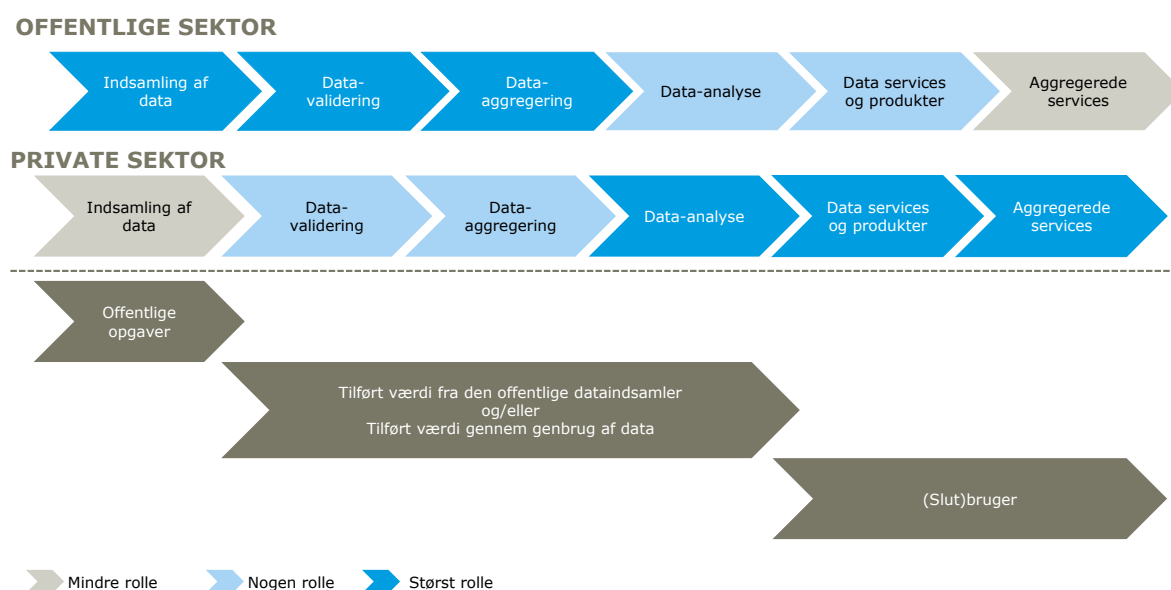 OFFENTLIGE SEKTOR
Indsamling af
data
Data-
validering
Data-
aggregering
Data-analyse
Data services
og produkter
Aggregerede
services
PRIVATE SEKTOR
Indsamling af
data
Data-
validering
Data-
aggregering
Data-analyse
Data services
og produkter
Aggregerede
services
Offentlige
opgaver
Tilført værdi fra den offentlige dataindsamler
og/eller
Tilført værdi gennem genbrug af data
(Slut)bruger
Mindre rolle
Nogen rolle
Størst rolle